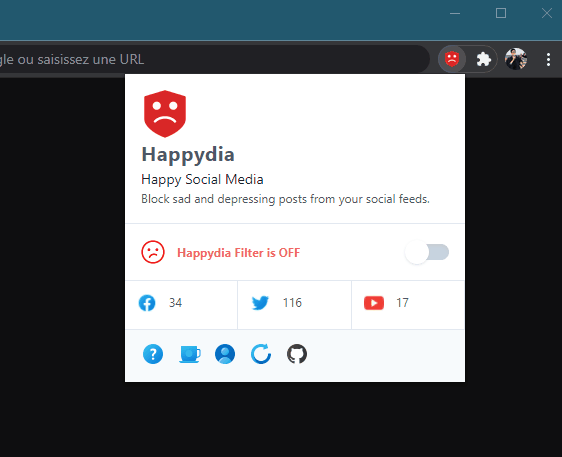 gle ou saisissez une URL
Happydia
Happy Social Media
Block sad and depressing posts from your social feeds.
Happydia Filter is OFF
34 116 17